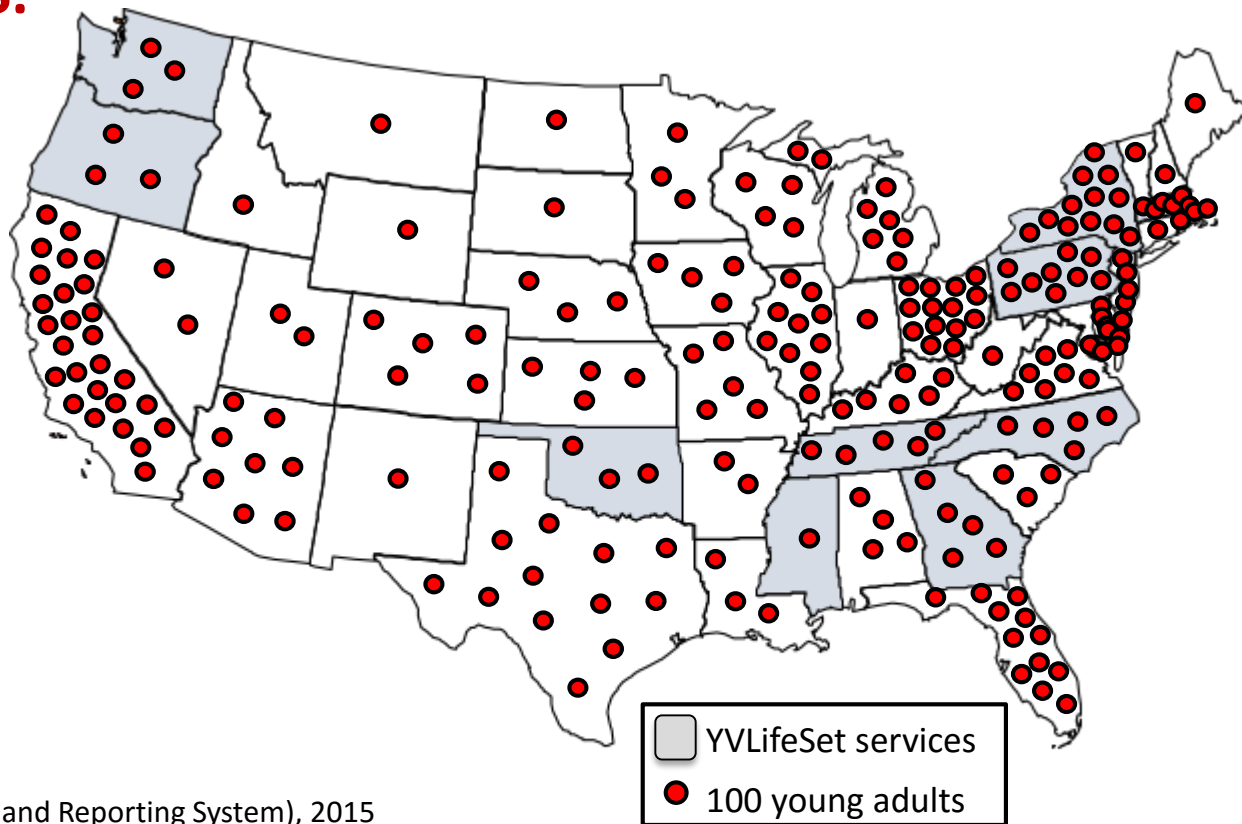 YVLifeSet services
100 young adults
and Reporting System), 2015